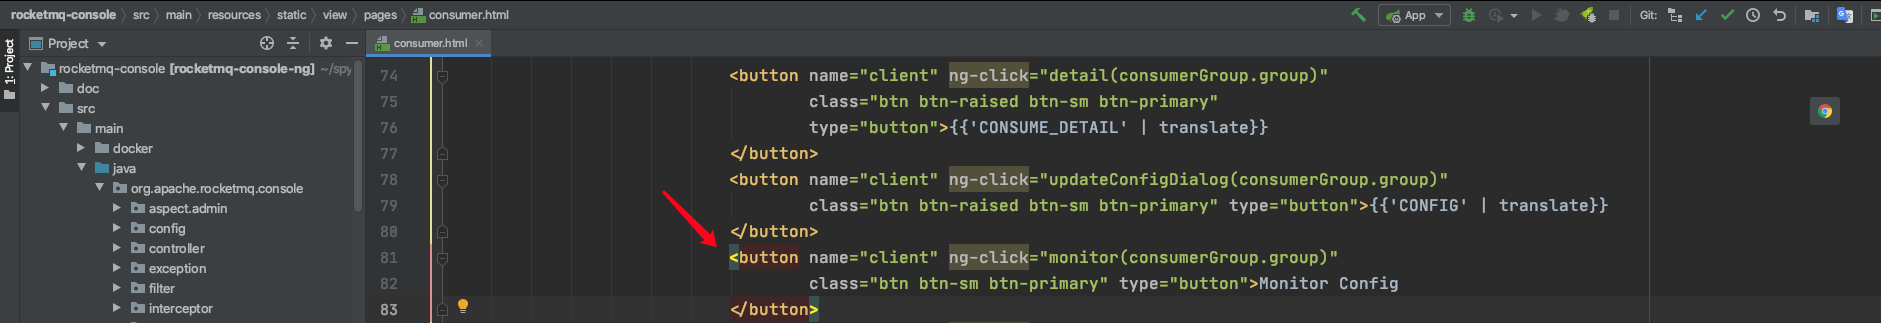 rocketmq-console src main resources static view pages consumer.html App Git:
1: Project
Project
consumer.html
rocketmq-console [rocketmq-console-ng] ~/spy
doc
src
main
docker
java
org.apache.rocketmq.console
aspect.admin
config
controller
exception
filter
interceptor
74 <button name="client" ng-click="detail(consumerGroup.group)"
75 class="btn btn-raised btn-sm btn-primary"
76 type="button">{{'CONSUME_DETAIL' | translate}}
77 </button>
78 <button name="client" ng-click="updateConfigDialog(consumerGroup.group)"
79 class="btn btn-raised btn-sm btn-primary" type="button">{{'CONFIG' | translate}}
80 </button>
81 <button name="client" ng-click="monitor(consumerGroup.group)"
82 class="btn btn-sm btn-primary" type="button">Monitor Config
83 </button>